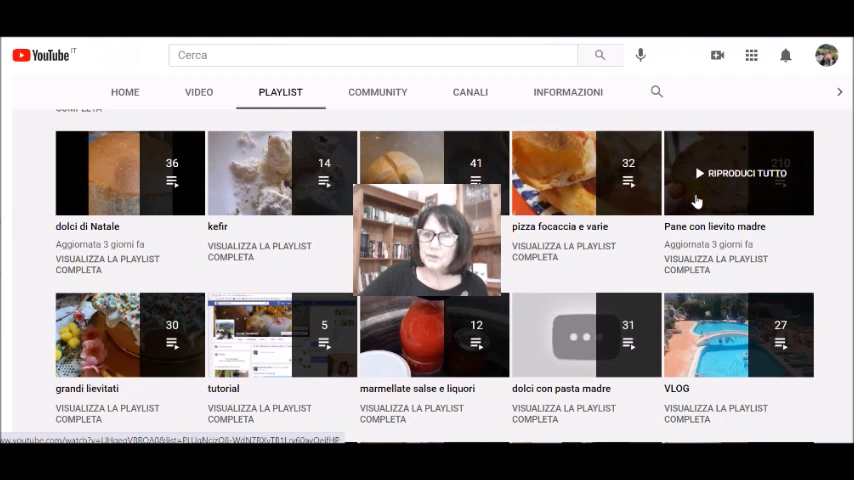 YouTube IT
Cerca
HOME VIDEO PLAYLIST COMMUNITY CANALI INFORMAZIONI
COMPLETA
36 14 41 32 210
RIPRODUCI TUTTO
dolci di Natale kefir pizza focaccia e varie Pane con lievito madre
Aggiornata 3 giorni fa Aggiornata 3 giorni fa
VISUALIZZA LA PLAYLIST COMPLETA
VISUALIZZA LA PLAYLIST COMPLETA
VISUALIZZA LA PLAYLIST COMPLETA
VISUALIZZA LA PLAYLIST COMPLETA
30 5 12 31 27
grandi lievitati tutorial marmellate salse e liquori dolci con pasta madre VLOG
VISUALIZZA LA PLAYLIST COMPLETA
VISUALIZZA LA PLAYLIST COMPLETA
VISUALIZZA LA PLAYLIST COMPLETA
VISUALIZZA LA PLAYLIST COMPLETA
VISUALIZZA LA PLAYLIST COMPLETA